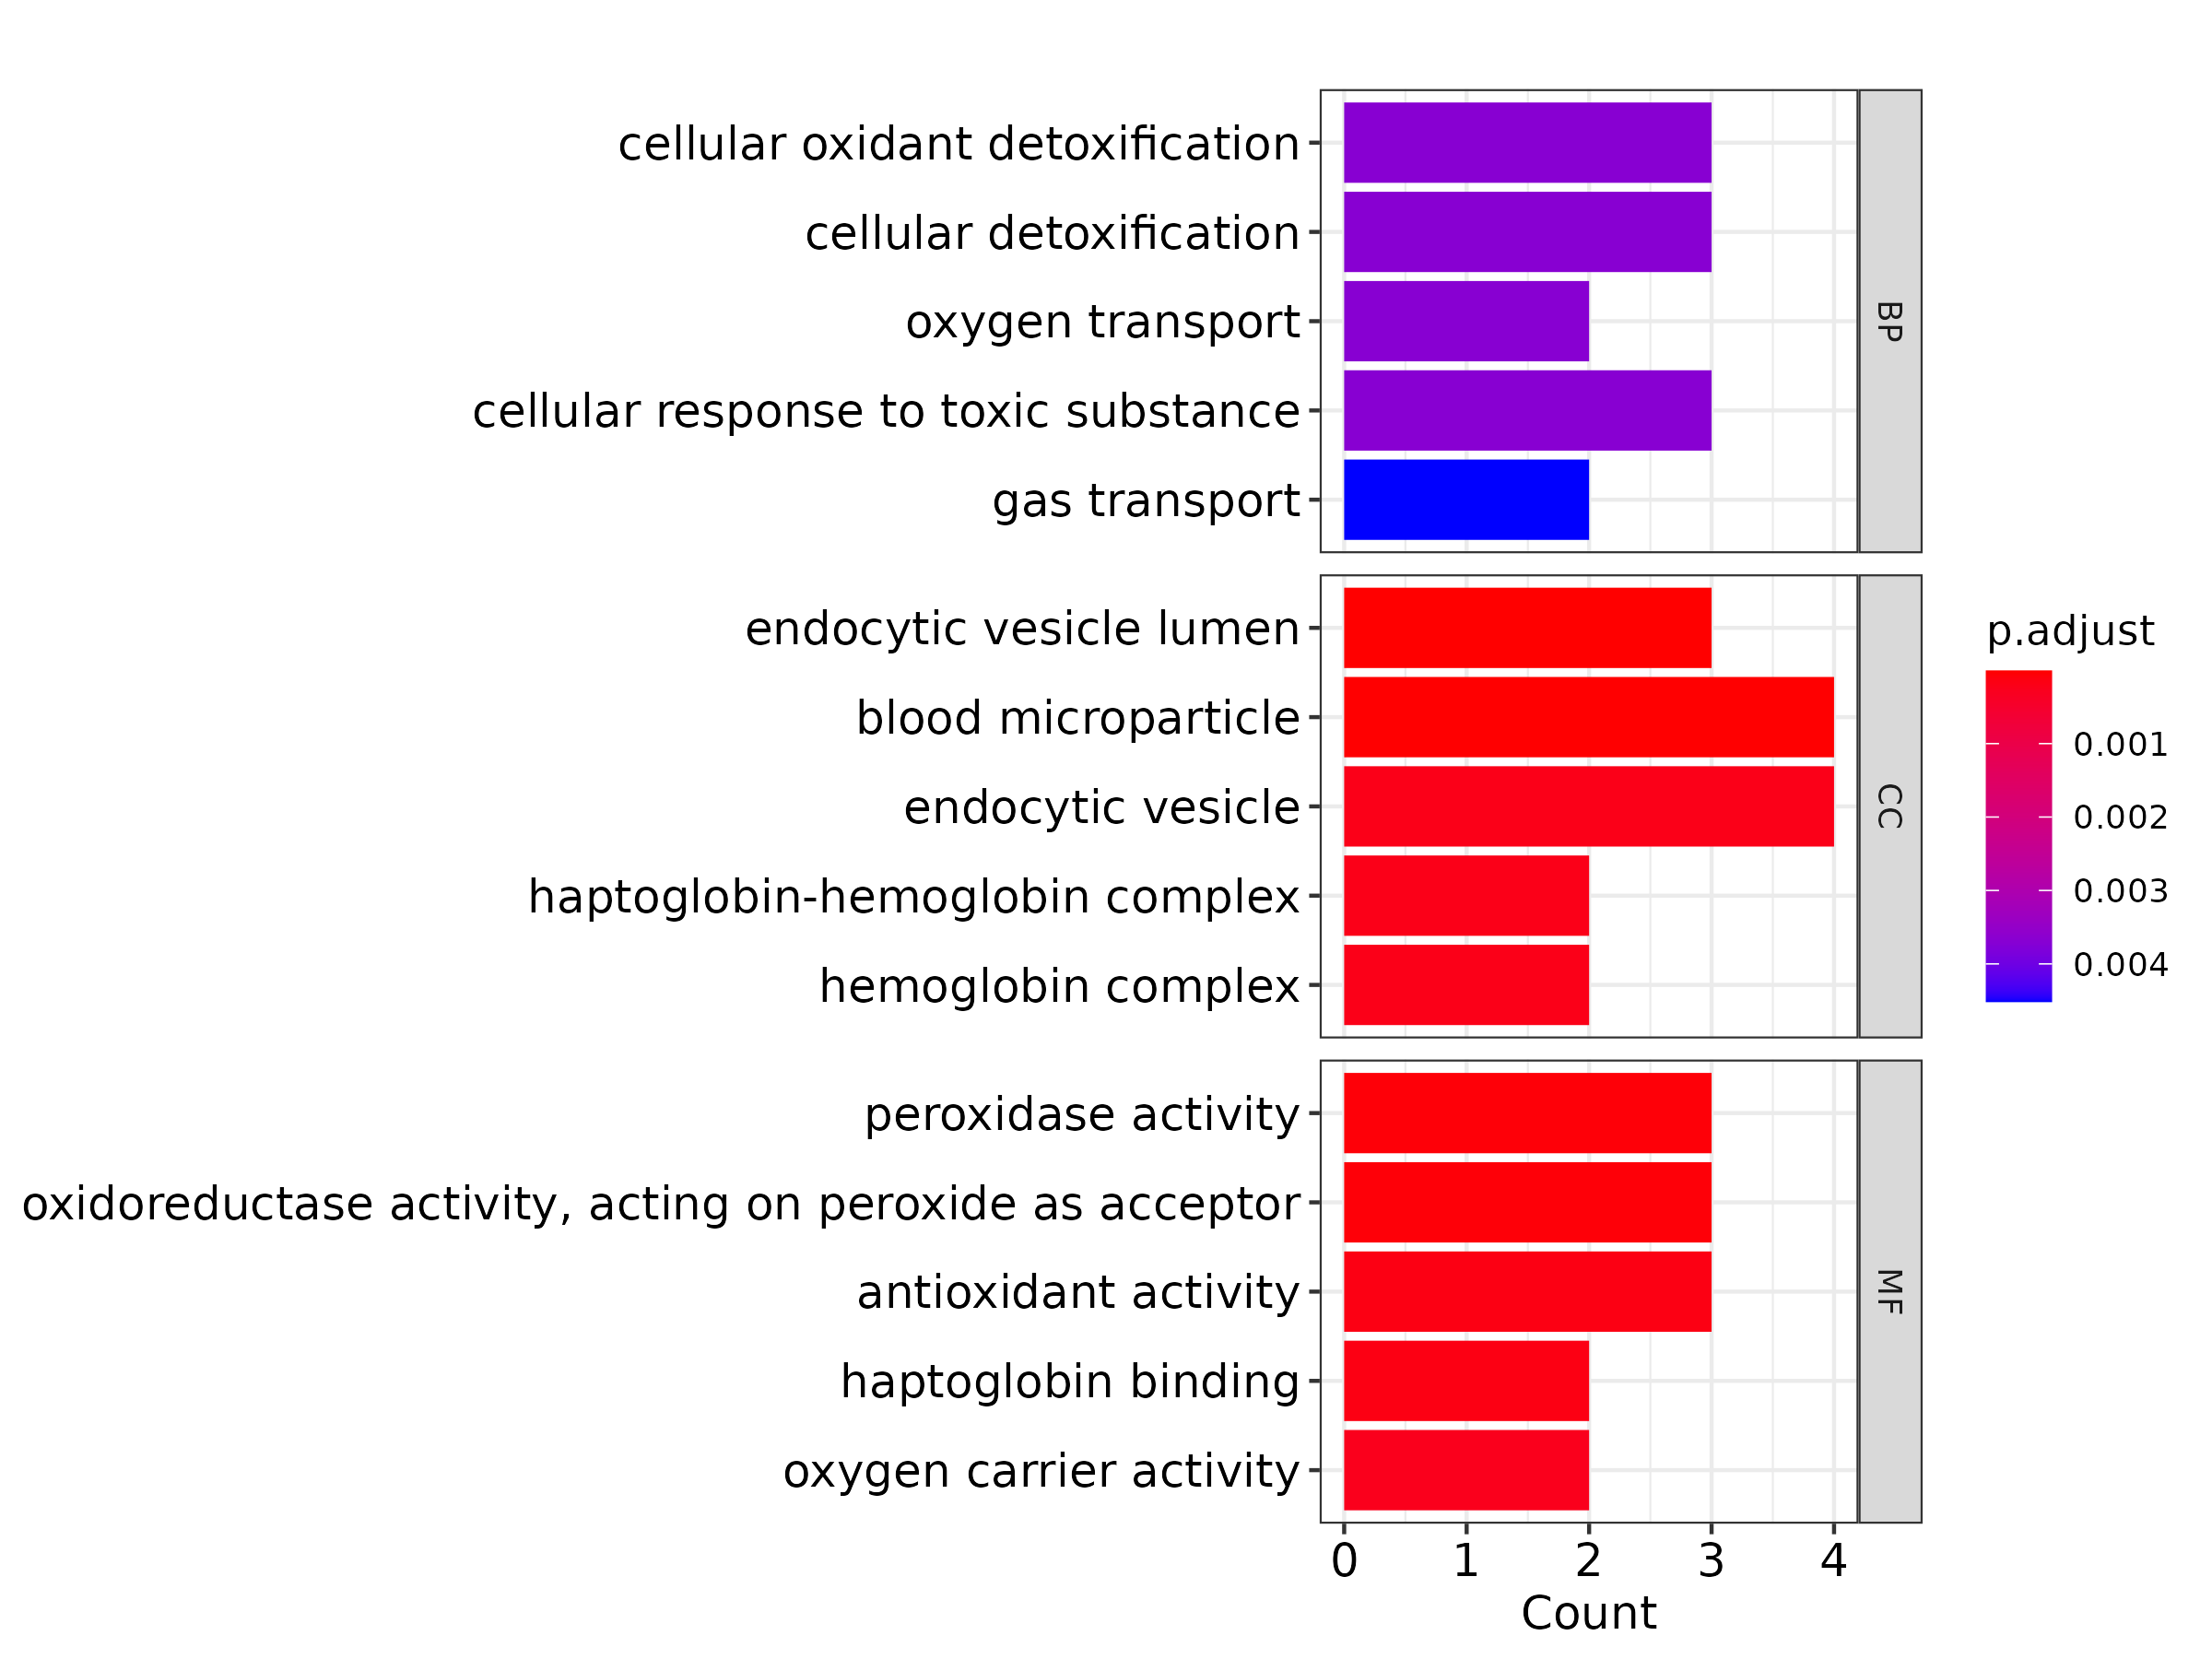 cellular oxidant detoxification
cellular detoxification
oxygen transport
cellular response to toxic substance
gas transport
BP
endocytic vesicle lumen
blood microparticle
endocytic vesicle
haptoglobin-hemoglobin complex
hemoglobin complex
CC
peroxidase activity
oxidoreductase activity, acting on peroxide as acceptor
antioxidant activity
haptoglobin binding
oxygen carrier activity
MF
0 1 2 3 4
Count
p.adjust
0.001
0.002
0.003
0.004